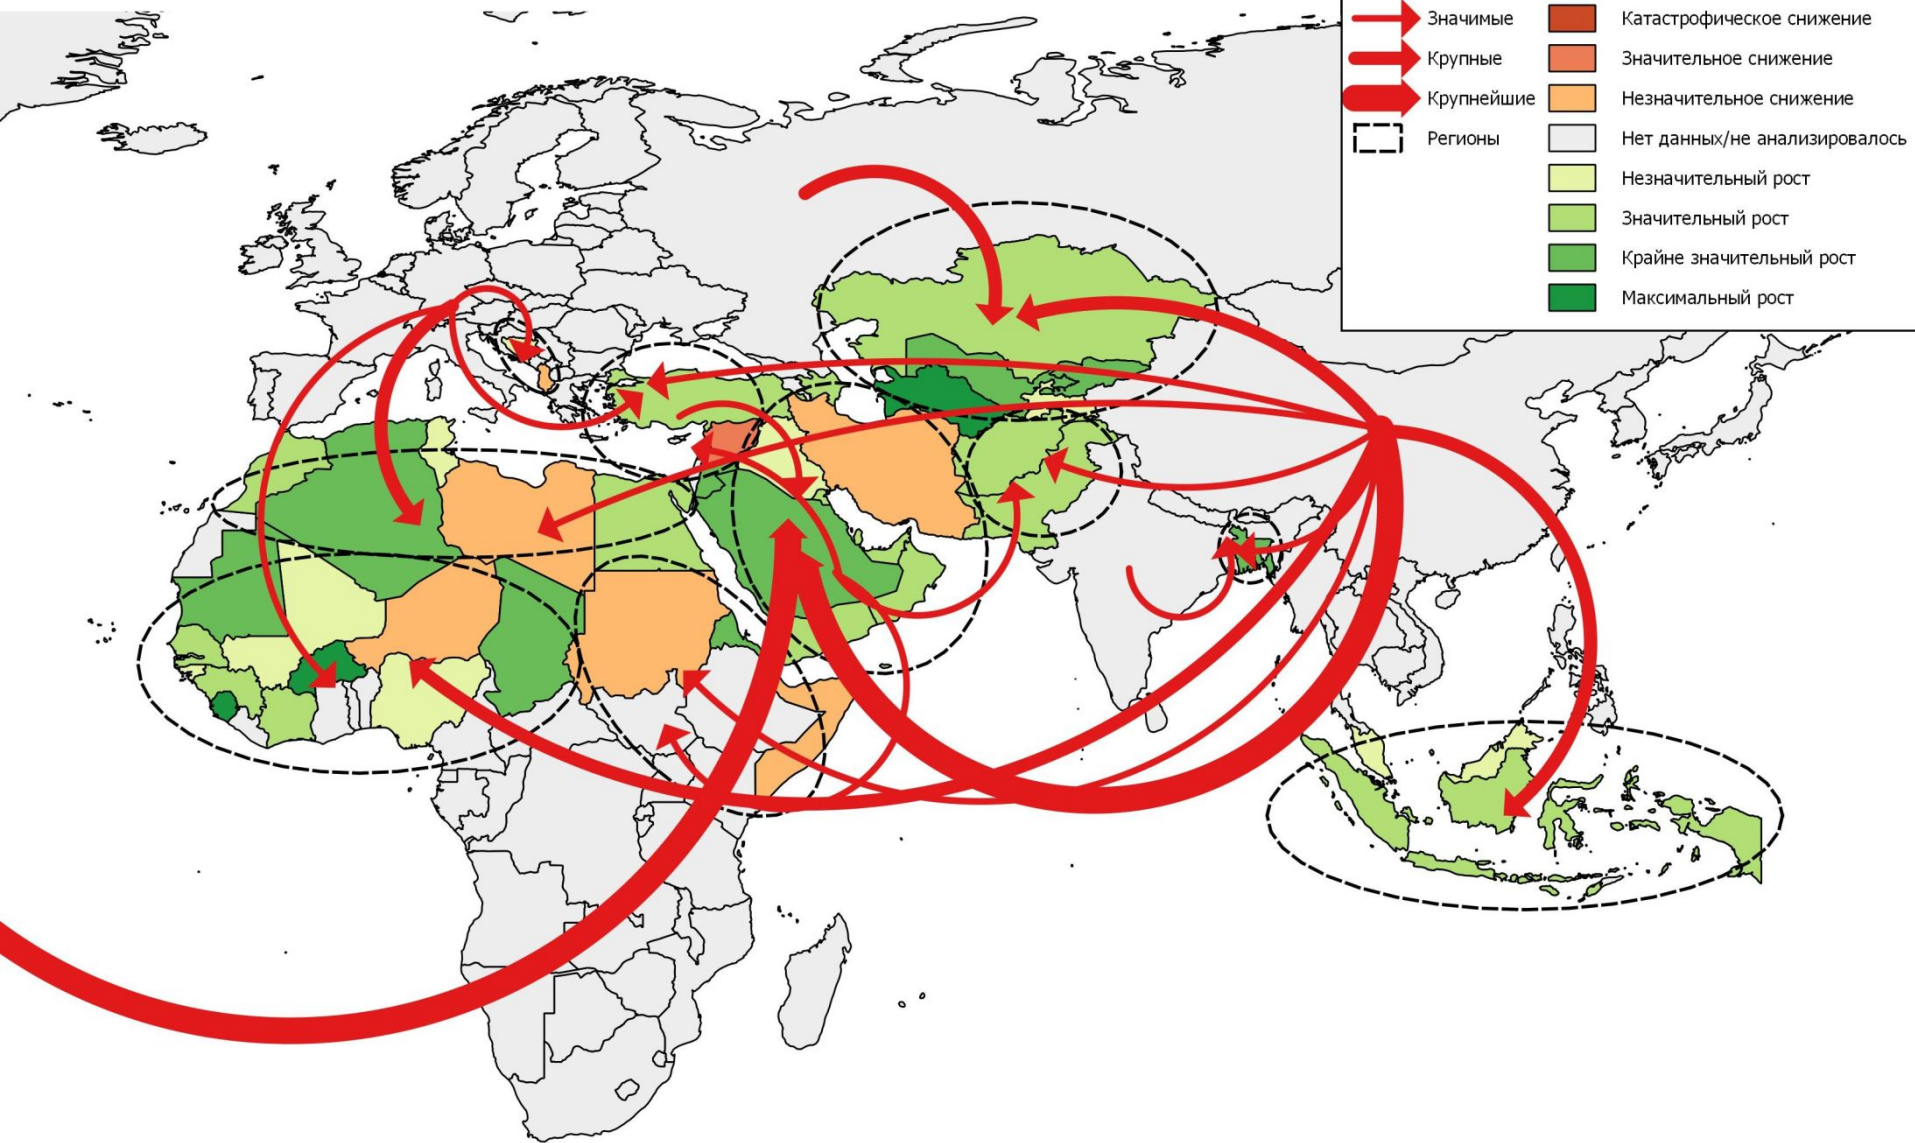 Значимые
Крупные
Крупнейшие
Регионы
Катастрофическое снижение
Значительное снижение
Незначительное снижение
Нет данных/не анализировалось
Незначительный рост
Значительный рост
Крайне значительный рост
Максимальный рост